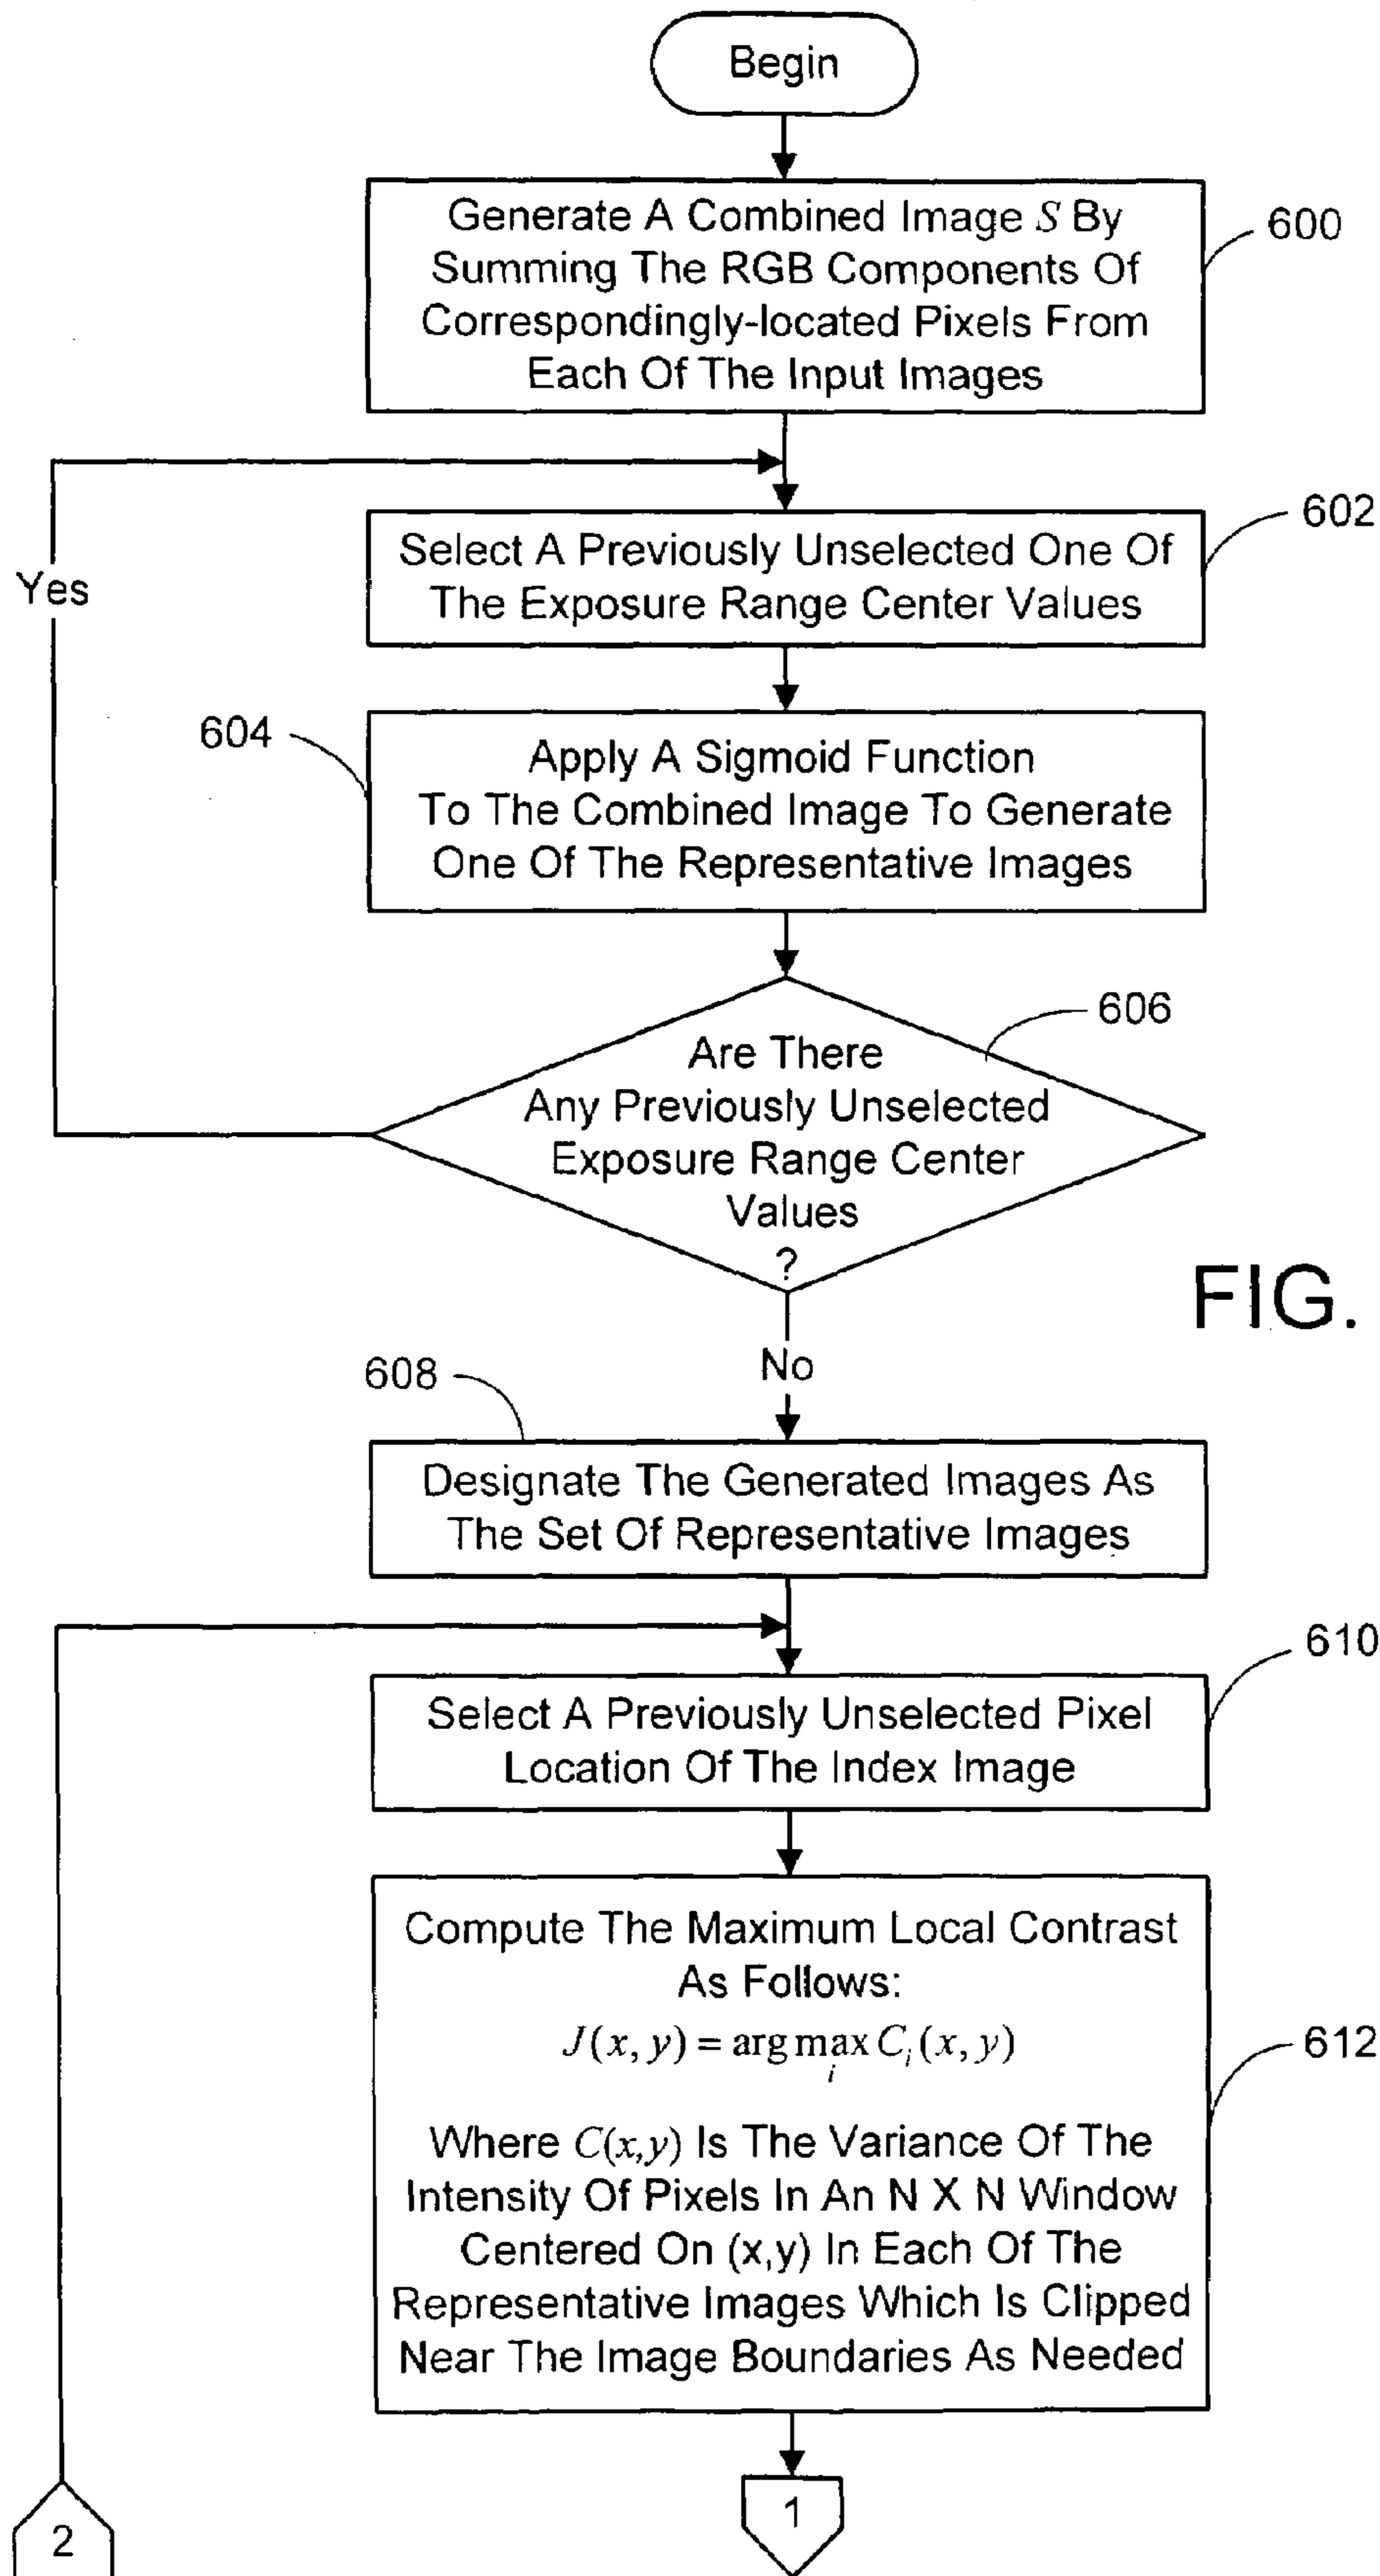 Begin
Generate A Combined Image S By
Summing The RGB Components Of
Correspondingly-located Pixels From
Each Of The Input Images
600
Select A Previously Unselected One Of
The Exposure Range Center Values
602
Yes
604
Apply A Sigmoid Function
To The Combined Image To Generate
One Of The Representative Images
606
Are There
Any Previously Unselected
Exposure Range Center
Values
?
FIG.
No
608
Designate The Generated Images As
The Set Of Representative Images
610
Select A Previously Unselected Pixel
Location Of The Index Image
Compute The Maximum Local Contrast
As Follows:
J(x, y) = arg max C_i (x, y)
i
612
Where C(x,y) Is The Variance Of The
Intensity Of Pixels In An N X N Window
Centered On (x,y) In Each Of The
Representative Images Which Is Clipped
Near The Image Boundaries As Needed
2
1